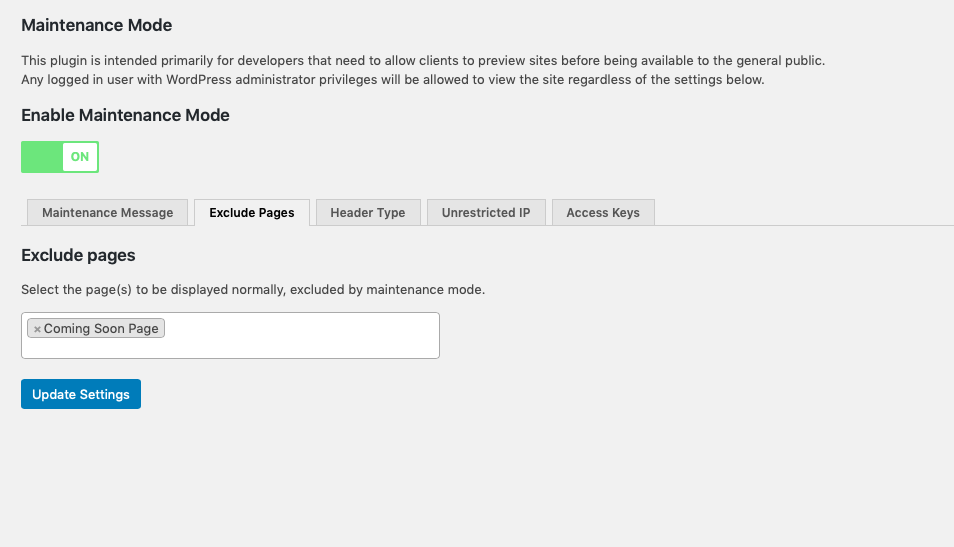 Maintenance Mode
This plugin is intended primarily for developers that need to allow clients to preview sites before being available to the general public.
Any logged in user with WordPress administrator privileges will be allowed to view the site regardless of the settings below.
Enable Maintenance Mode
ON
Maintenance Message Exclude Pages Header Type Unrestricted IP Access Keys
Exclude pages
Select the page(s) to be displayed normally, excluded by maintenance mode.
× Coming Soon Page
Update Settings